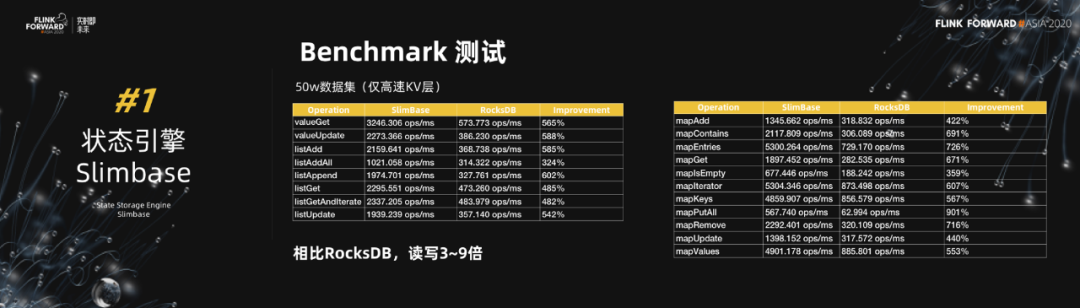 FLINK
FORWARD
#ASIA 2020
实时即
未来
FLINK FORWARD #ASIA 2020
#1
状态引擎
Slimbase
State Storage Engine
Slimbase
Benchmark 测试
50w数据集（仅高速KV层）
Operation SlimBase RocksDB Improvement
valueGet 3246.306 ops/ms 573.773 ops/ms 565%
valueUpdate 2273.366 ops/ms 386.230 ops/ms 588%
listAdd 2159.641 ops/ms 368.738 ops/ms 585%
listAddAll 1021.058 ops/ms 314.322 ops/ms 324%
listAppend 1974.701 ops/ms 327.761 ops/ms 602%
listGet 2295.551 ops/ms 473.260 ops/ms 485%
listGetAndIterate 2337.205 ops/ms 483.979 ops/ms 482%
listUpdate 1939.239 ops/ms 357.140 ops/ms 542%
相比RocksDB，读写3~9倍
Operation SlimBase RocksDB Improvement
mapAdd 1345.662 ops/ms 318.832 ops/ms 422%
mapContains 2117.809 ops/ms 306.089 ops/ms 691%
mapEntries 5300.264 ops/ms 729.170 ops/ms 726%
mapGet 1897.452 ops/ms 282.535 ops/ms 671%
mapIsEmpty 677.446 ops/ms 188.242 ops/ms 359%
mapIterator 5304.346 ops/ms 873.498 ops/ms 607%
mapKeys 4859.907 ops/ms 856.579 ops/ms 567%
mapPutAll 567.740 ops/ms 62.994 ops/ms 901%
mapRemove 2292.401 ops/ms 320.109 ops/ms 716%
mapUpdate 1398.152 ops/ms 317.572 ops/ms 440%
mapValues 4901.178 ops/ms 885.801 ops/ms 553%